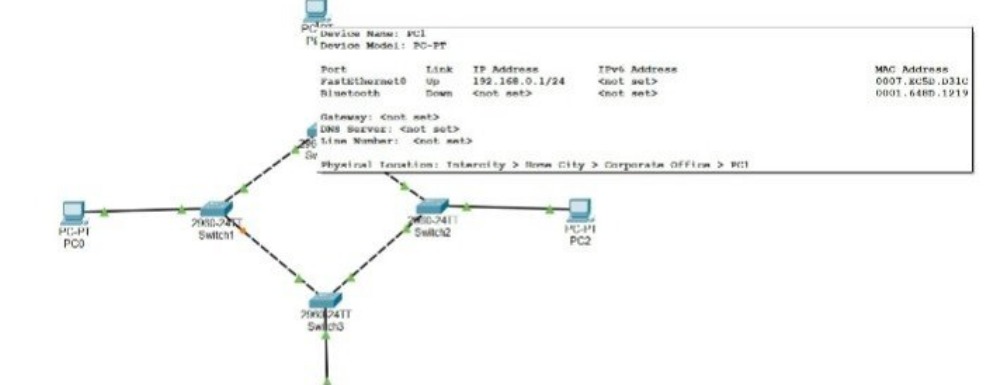 Device Name: PC1
Device Model: PC-PT
Port Link IP Address IPv6 Address MAC Address
FastEthernet0 Up 192.168.0.1/24 <not set> 0007.EC5D.D31C
Bluetooth Down <not set> <not set> 0001.648D.1219
Gateway: <not set>
DNS Server: <not set>
Line Number: <not set>
Physical Location: Intercity > Home City > Corporate Office > PC1
PC-PT
PC0
2960-24TT
Switch1
2960-24TT
Switch2
PC-PT
PC2
2960-24TT
Switch3